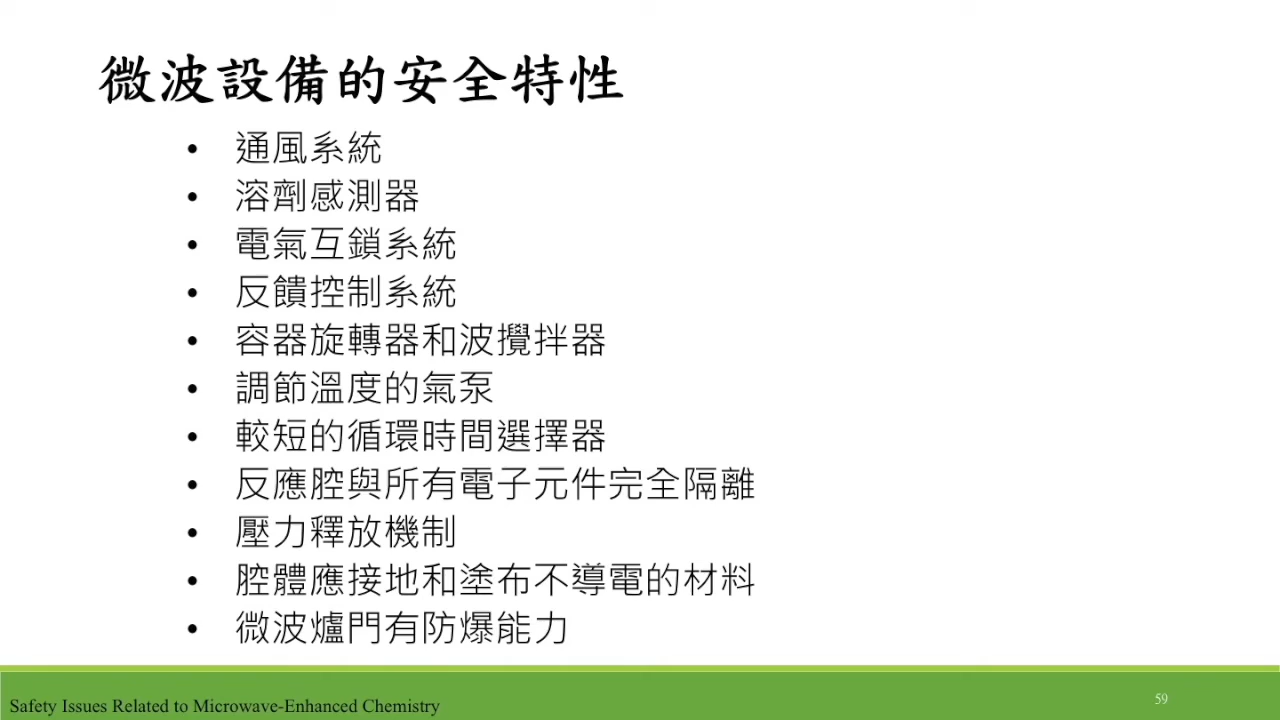 微波設備的安全特性
• 通風系統
• 溶劑感測器
• 電氣互鎖系統
• 反饋控制系統
• 容器旋轉器和波攪拌器
• 調節溫度的氣泵
• 較短的循環時間選擇器
• 反應腔與所有電子元件完全隔離
• 壓力釋放機制
• 腔體應接地和塗布不導電的材料
• 微波爐門有防爆能力
Safety Issues Related to Microwave-Enhanced Chemistry
59